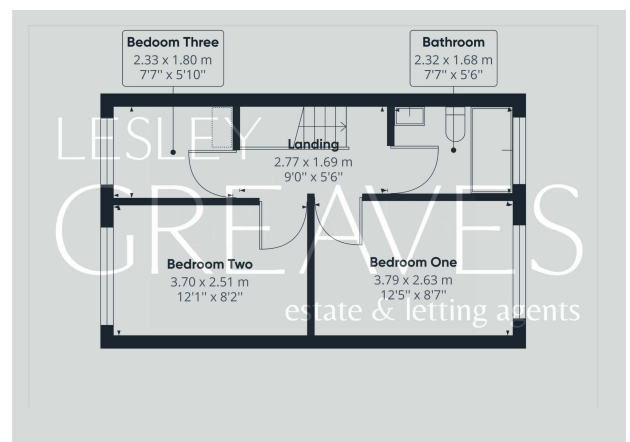 Bedoom Three
2.33 x 1.80 m
7'7" x 5'10"
Bathroom
2.32 x 1.68 m
7'7" x 5'6"
LESLEY
GREAVES
estate & letting agents
Landing
2.77 x 1.69 m
9'0" x 5'6"
Bedroom Two
3.70 x 2.51 m
12'1" x 8'2"
Bedroom One
3.79 x 2.63 m
12'5" x 8'7"